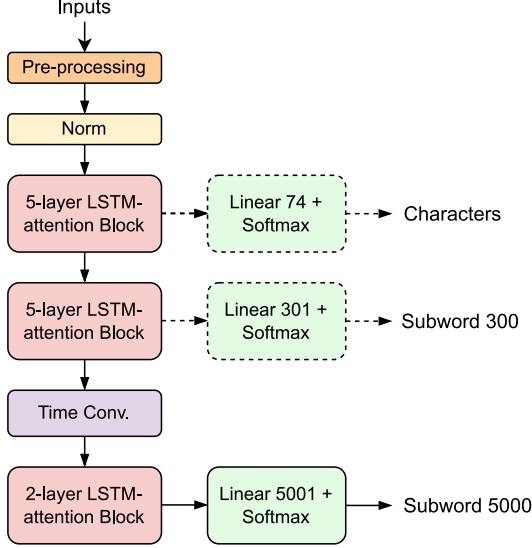 Inputs
Pre-processing
Norm
5-layer LSTM-
attention Block
Linear 74 +
Softmax
Characters
5-layer LSTM-
attention Block
Linear 301 +
Softmax
Subword 300
Time Conv.
2-layer LSTM-
attention Block
Linear 5001 +
Softmax
Subword 5000